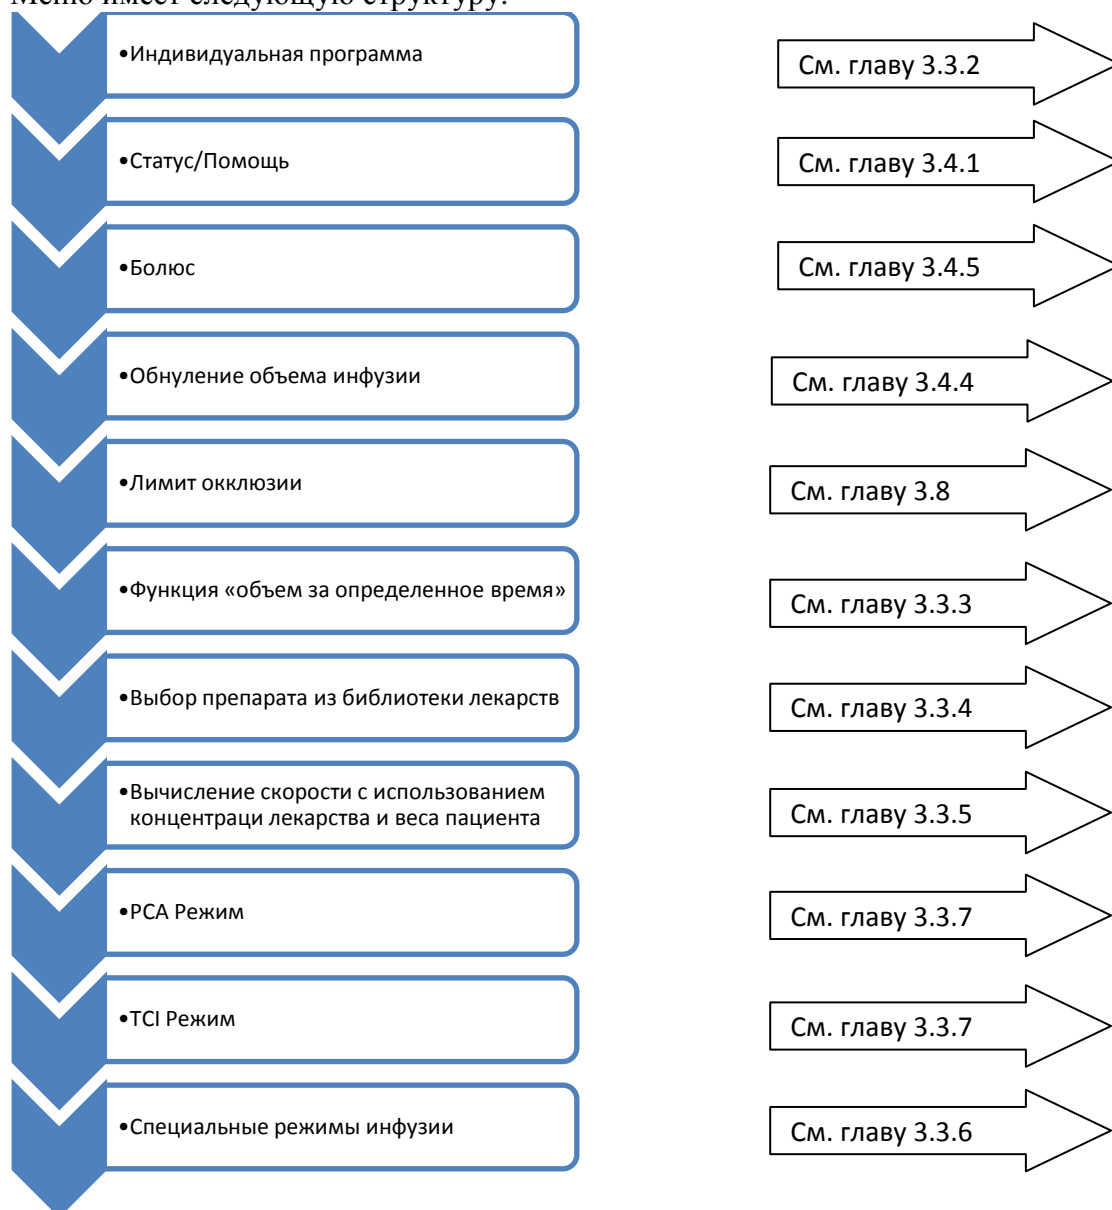 Меню имеет следующую структуру:
•Индивидуальная программа
См. главу 3.3.2
•Статус/Помощь
См. главу 3.4.1
•Болюс
См. главу 3.4.5
•Обнуление объема инфузии
См. главу 3.4.4
•Лимит окклюзии
См. главу 3.8
•Функция «объем за определенное время»
См. главу 3.3.3
•Выбор препарата из библиотеки лекарств
См. главу 3.3.4
•Вычисление скорости с использованием
концентраци лекарства и веса пациента
См. главу 3.3.5
•PCA Режим
См. главу 3.3.7
•TCI Режим
См. главу 3.3.7
•Специальные режимы инфузии
См. главу 3.3.6